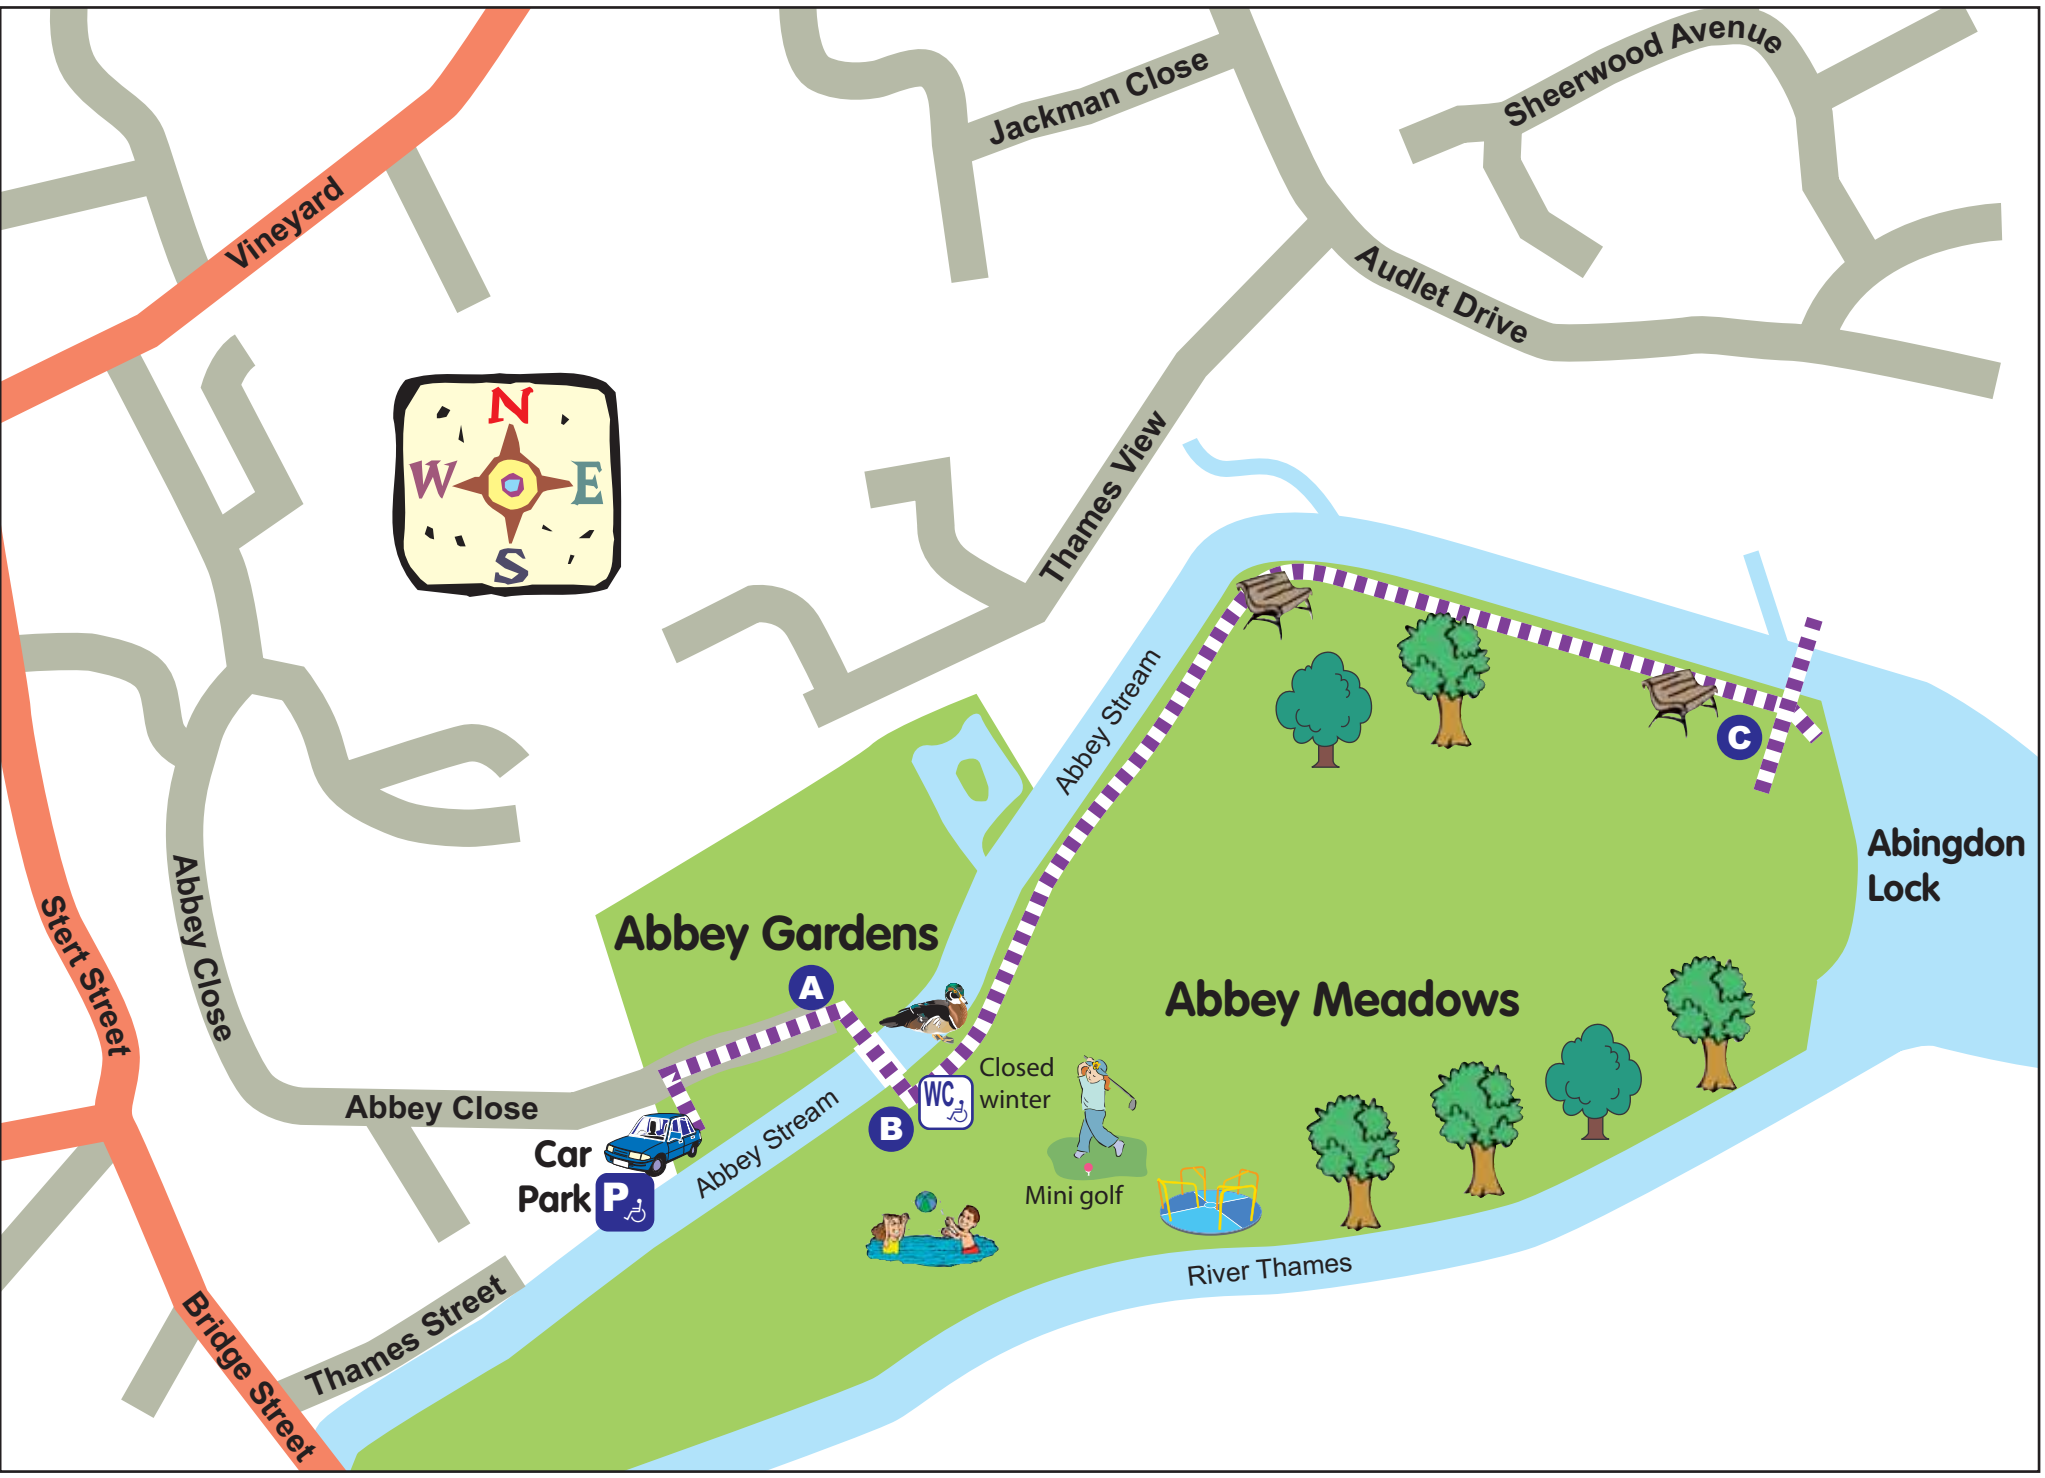 Sheerwood Avenue
Jackman Close
Vineyard
Audlet Drive
N
W
E
S
Thames View
Abbey Stream
C
Abingdon
Lock
Abbey Close
Stert Street
Abbey Gardens
A
Abbey Meadows
Closed
winter
WC
B
Abbey Close
Car
Park
P
Abbey Stream
Mini golf
River Thames
Thames Street
Bridge Street